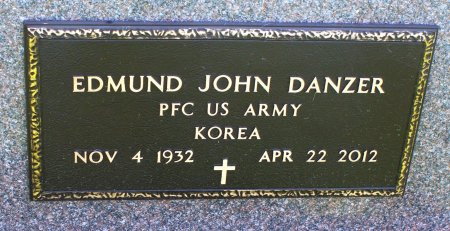 EDMUND JOHN DANZER
PFC US ARMY
KOREA
NOV 4 1932 APR 22 2012